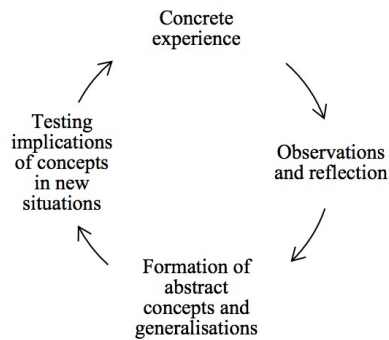 Concrete
experience
Observations
and reflection
Formation of
abstract
concepts and
generalisations
Testing
implications
of concepts
in new
situations